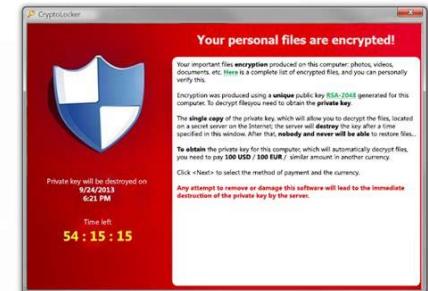 CryptoLocker
Your personal files are encrypted!
Your important files encryption produced on this computer: photos, videos,
documents, etc. Here is a complete list of encrypted files, and you can personally
verify this.
Encryption was produced using a unique public key RSA-2048 generated for this
computer. To decrypt files you need to obtain the private key.
The single copy of the private key, which will allow you to decrypt the files, located
on a secret server on the Internet; the server will destroy the key after a time
specified in this window. After that, nobody and never will be able to restore files...
To obtain the private key for this computer, which will automatically decrypt files,
you need to pay 100 USD / 100 EUR / similar amount in another currency.
Click <Next> to select the method of payment and the currency.
Any attempt to remove or damage this software will lead to the immediate
destruction of the private key by the server.
Private key will be destroyed on
9/24/2013
6:21 PM
Time left
54 : 15 : 15